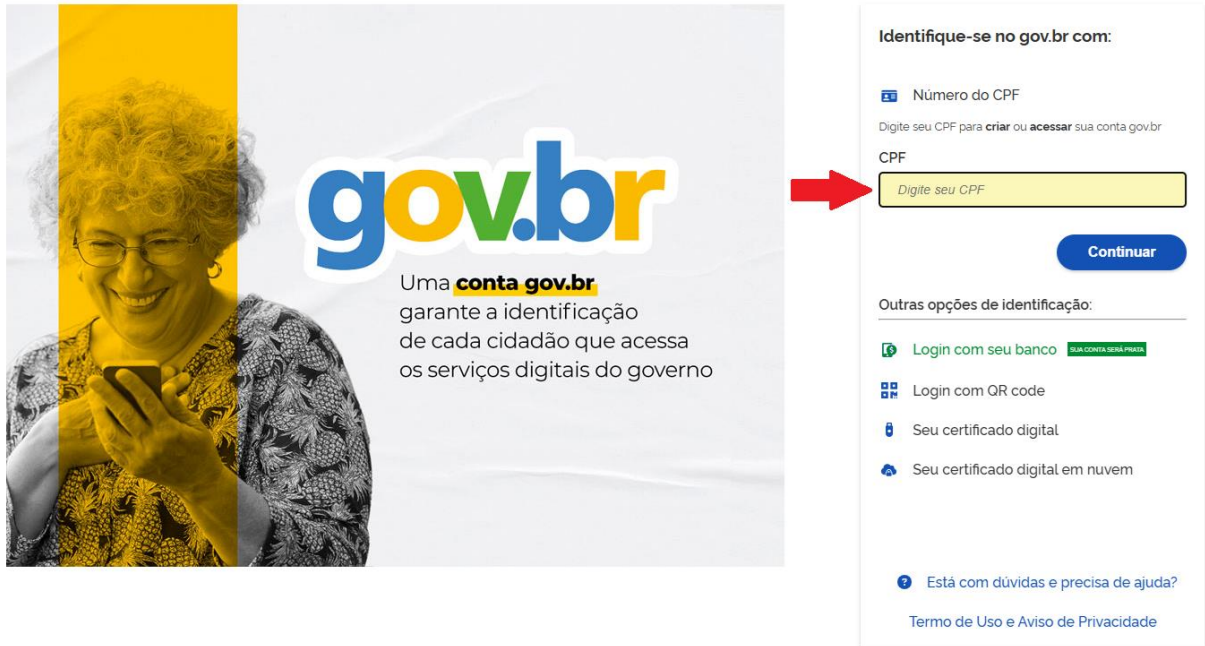 gov.br
Uma conta gov.br
garante a identificação
de cada cidadão que acessa
os serviços digitais do governo
Identifique-se no gov.br com:
Número do CPF
Digite seu CPF para criar ou acessar sua conta gov.br
CPF
Digite seu CPF
Continuar
Outras opções de identificação:
Login com seu banco SUA CONTA SERÁ PRATA
Login com QR code
Seu certificado digital
Seu certificado digital em nuvem
Está com dúvidas e precisa de ajuda?
Termo de Uso e Aviso de Privacidade